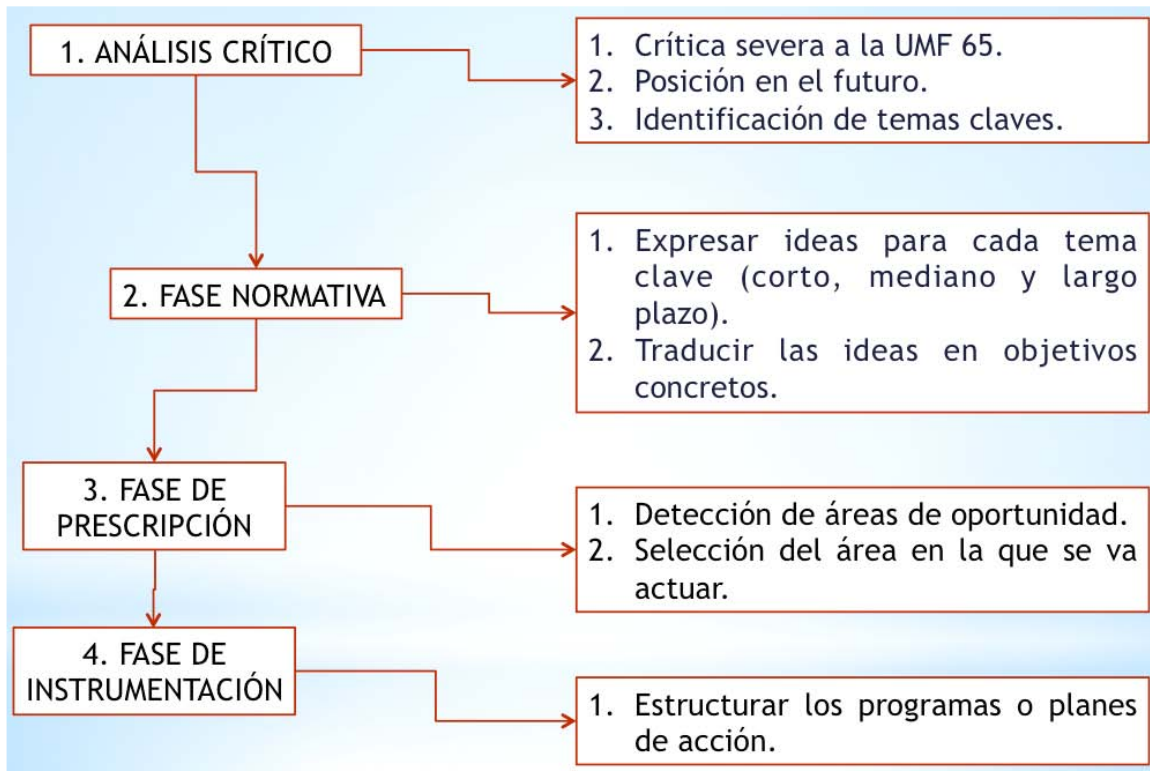 1. ANÁLISIS CRÍTICO
1. Crítica severa a la UMF 65.
2. Posición en el futuro.
3. Identificación de temas claves.
2. FASE NORMATIVA
1. Expresar ideas para cada tema
clave (corto, mediano y largo
plazo).
2. Traducir las ideas en objetivos
concretos.
3. FASE DE
PRESCRIPCIÓN
1. Detección de áreas de oportunidad.
2. Selección del área en la que se va
actuar.
4. FASE DE
INSTRUMENTACIÓN
1. Estructurar los programas o planes
de acción.